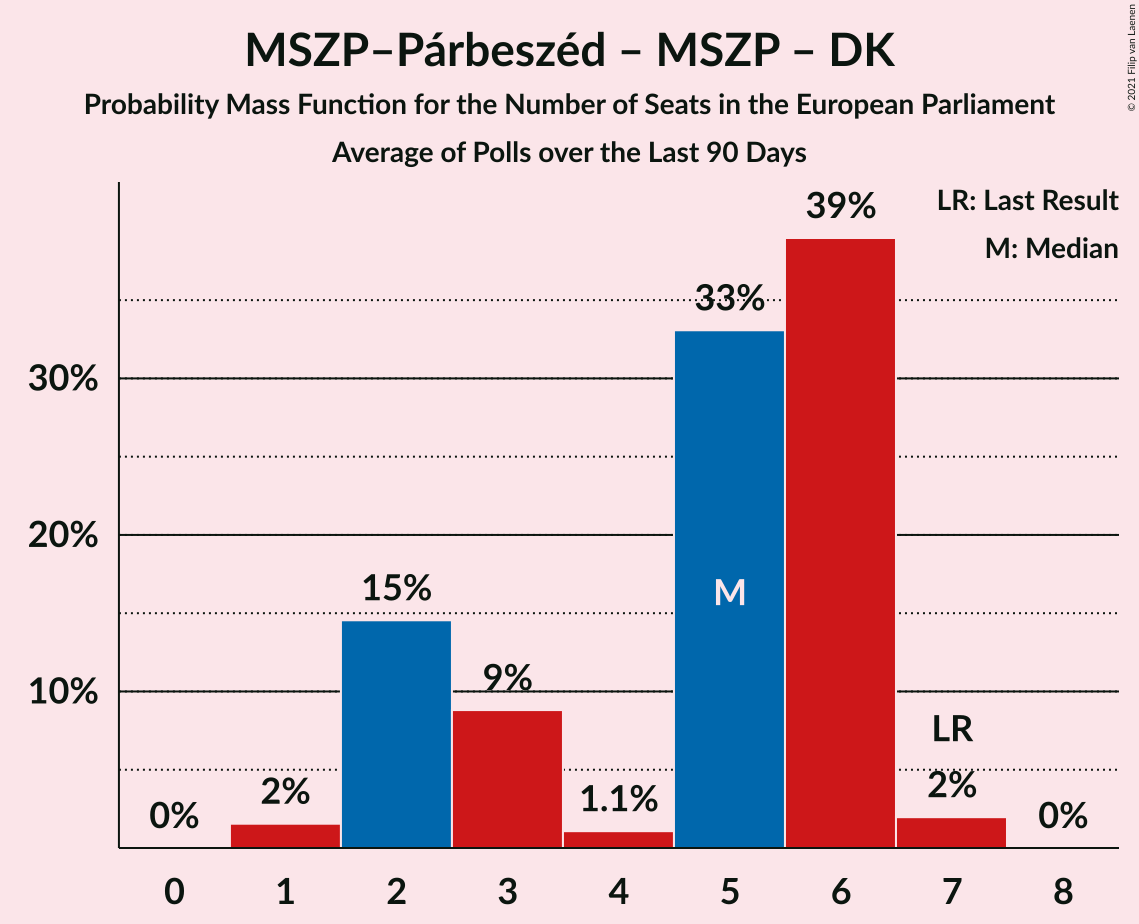 MSZP–Párbeszéd – MSZP – DK
Probability Mass Function for the Number of Seats in the European Parliament
Average of Polls over the Last 90 Days
© 2021 Filip van Laenen
LR: Last Result
M: Median
39%
33%
30%
20%
M
15%
10%
9%
LR
2%
1.1%
2%
0%
0%
0 1 2 3 4 5 6 7 8